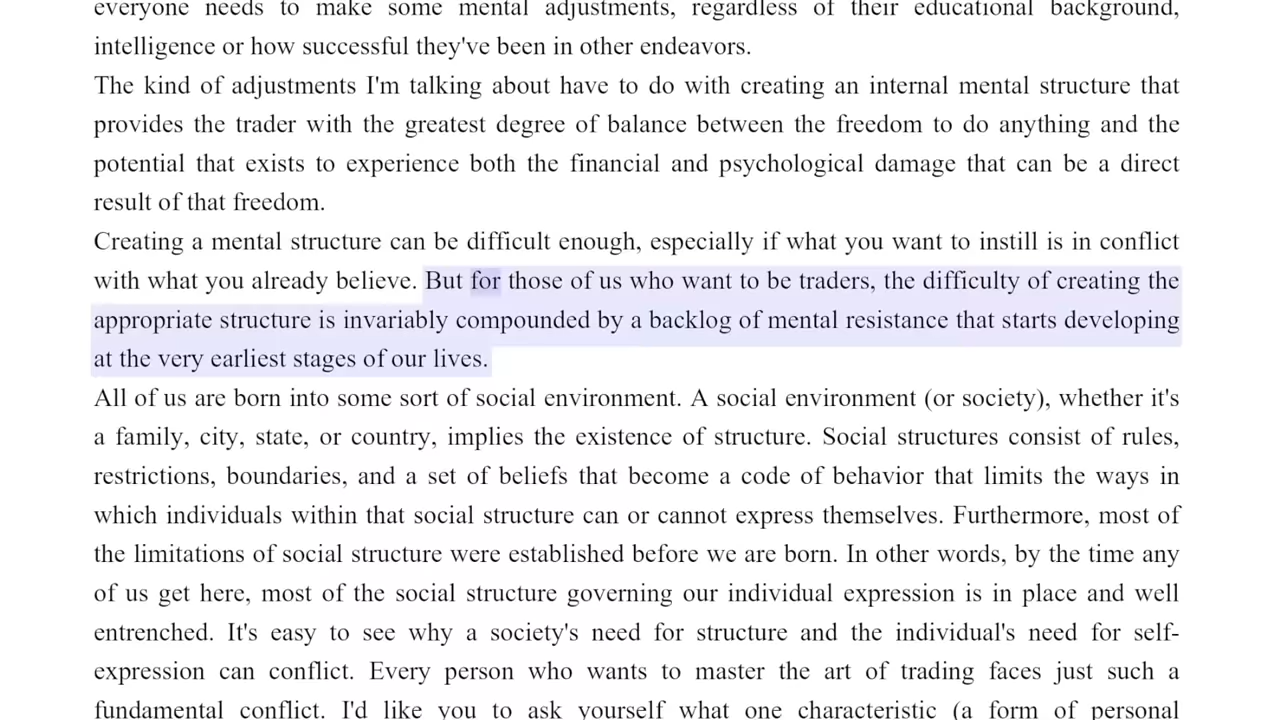 everyone needs to make some mental adjustments, regardless of their educational background,
intelligence or how successful they've been in other endeavors.
The kind of adjustments I'm talking about have to do with creating an internal mental structure that
provides the trader with the greatest degree of balance between the freedom to do anything and the
potential that exists to experience both the financial and psychological damage that can be a direct
result of that freedom.
Creating a mental structure can be difficult enough, especially if what you want to instill is in conflict
with what you already believe. But for those of us who want to be traders, the difficulty of creating the
appropriate structure is invariably compounded by a backlog of mental resistance that starts developing
at the very earliest stages of our lives.
All of us are born into some sort of social environment. A social environment (or society), whether it's
a family, city, state, or country, implies the existence of structure. Social structures consist of rules,
restrictions, boundaries, and a set of beliefs that become a code of behavior that limits the ways in
which individuals within that social structure can or cannot express themselves. Furthermore, most of
the limitations of social structure were established before we are born. In other words, by the time any
of us get here, most of the social structure governing our individual expression is in place and well
entrenched. It's easy to see why a society's need for structure and the individual's need for self-
expression can conflict. Every person who wants to master the art of trading faces just such a
fundamental conflict. I'd like you to ask yourself what one characteristic (a form of personal